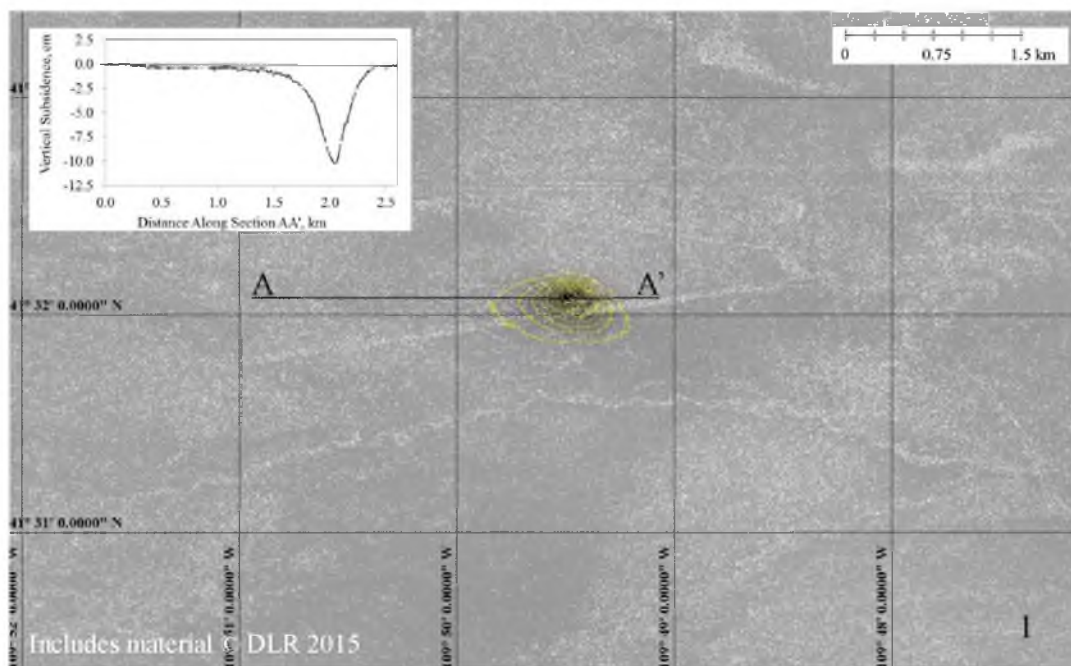 2.5
0.0
-2.5
-5.0
-7.5
-10.0
-12.5
Vertical Subsidence, cm
0.0 0.5 1.0 1.5 2.0 2.5
Distance Along Section AA', km
0 0.75 1.5 km
A A'
41° 32' 0.0000" N
41° 31' 0.0000" N
109° 52' 0.0000" W
109° 51' 0.0000" W
109° 50' 0.0000" W
109° 49' 0.0000" W
109° 48' 0.0000" W
Includes material © DLR 2015
1